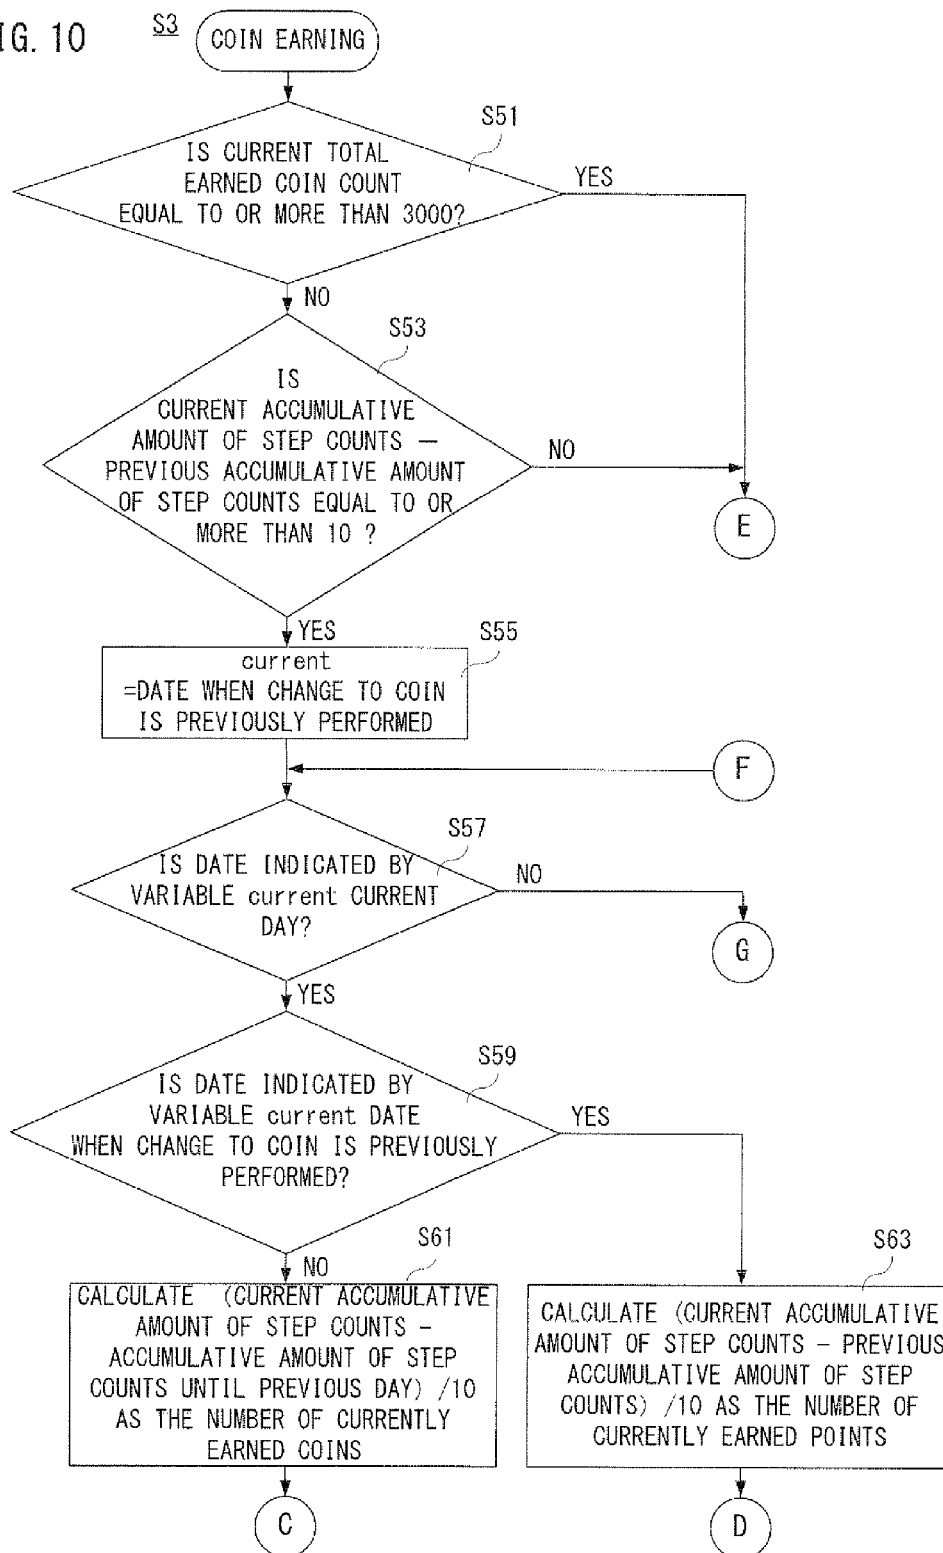 IG. 10
S3
COIN EARNING
S51
IS CURRENT TOTAL
EARNED COIN COUNT
EQUAL TO OR MORE THAN 3000?
YES
NO
S53
IS
CURRENT ACCUMULATIVE
AMOUNT OF STEP COUNTS –
PREVIOUS ACCUMULATIVE AMOUNT
OF STEP COUNTS EQUAL TO OR
MORE THAN 10 ?
NO
E
YES
S55
current
=DATE WHEN CHANGE TO COIN
IS PREVIOUSLY PERFORMED
F
S57
IS DATE INDICATED BY
VARIABLE current CURRENT
DAY?
NO
G
YES
S59
IS DATE INDICATED BY
VARIABLE current DATE
WHEN CHANGE TO COIN IS PREVIOUSLY
PERFORMED?
YES
NO
S61
CALCULATE (CURRENT ACCUMULATIVE
AMOUNT OF STEP COUNTS –
ACCUMULATIVE AMOUNT OF STEP
COUNTS UNTIL PREVIOUS DAY) /10
AS THE NUMBER OF CURRENTLY
EARNED COINS
S63
CALCULATE (CURRENT ACCUMULATIVE
AMOUNT OF STEP COUNTS – PREVIOUS
ACCUMULATIVE AMOUNT OF STEP
COUNTS) /10 AS THE NUMBER OF
CURRENTLY EARNED POINTS
C
D